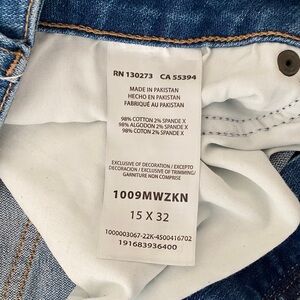 RN 130273 CA 55394
MADE IN PAKISTAN
HECHO EN PAKISTAN
FABRIQUÉ AU PAKISTAN
98% COTTON 2% SPANDEX
98% ALGODON 2% SPANDEX
98% COTTON 2% SPANDEX
EXCLUSIVE OF DECORATION / EXCEPTO
DECORACION / EXCLUSIVE OF TRIMMING/
GARNITURE NON COMPRIRE
1009MWZKN
15 X 32
1000003067-22K-4500416702
191683936400